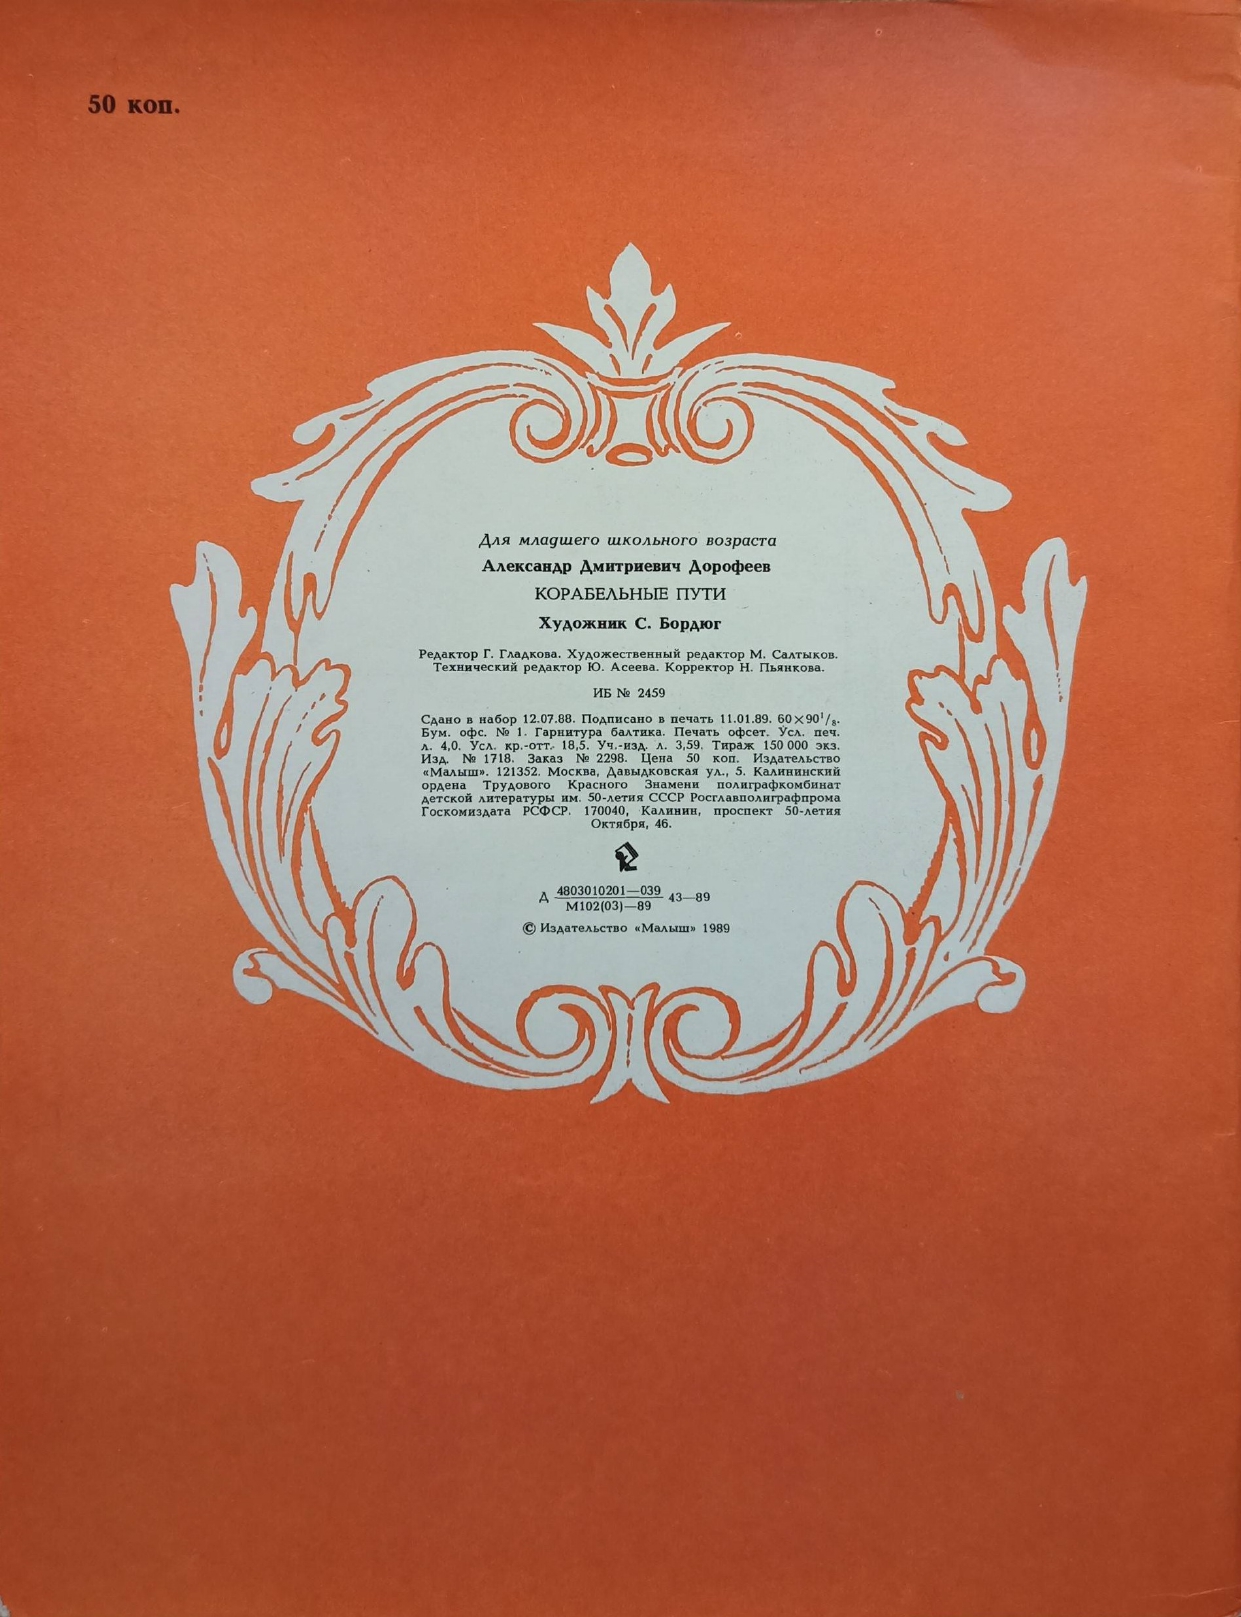 50 коп.
Для младшего школьного возраста
Александр Дмитриевич Дорофеев
КОРАБЕЛЬНЫЕ ПУТИ
Художник С. Бордюг
Редактор Г. Гладкова. Художественный редактор М. Салтыков.
Технический редактор Ю. Асеева. Корректор Н. Пьянкова.
ИБ № 2459
Сдано в набор 12.07.88. Подписано в печать 11.01.89. 60×90¹/₈.
Бум. офс. № 1. Гарнитура балтика. Печать офсет. Усл. печ.
л. 4,0. Усл. кр.-отт. 18,5. Уч.-изд. л. 3,59. Тираж 150 000 экз.
Изд. № 1718. Заказ № 2298. Цена 50 коп. Издательство
«Малыш». 121352. Москва, Давыдковская ул., 5. Калининский
ордена Трудового Красного Знамени полиграфкомбинат
детской литературы им. 50-летия СССР Росглавполиграфпрома
Госкомиздата РСФСР. 170040, Калинин, проспект 50-летия
Октября, 46.
Д 4803010201—039 43—89
М102(03)—89
© Издательство «Малыш» 1989